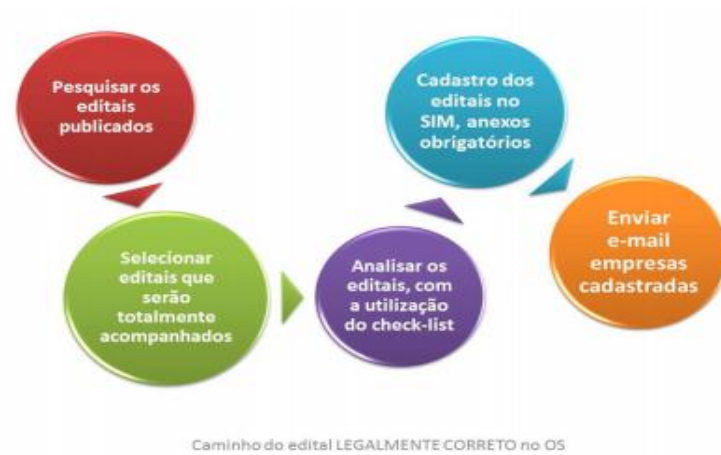 Pesquisar os
editais
publicados
Selecionar
editais que
serão
totalmente
acompanhados
Analisar os
editais, com
a utilização
do check-list
Cadastro dos
editais no
SIM, anexos
obrigatórios
Enviar
e-mail
empresas
cadastradas
Caminho do edital LEGALMENTE CORRETO no OS